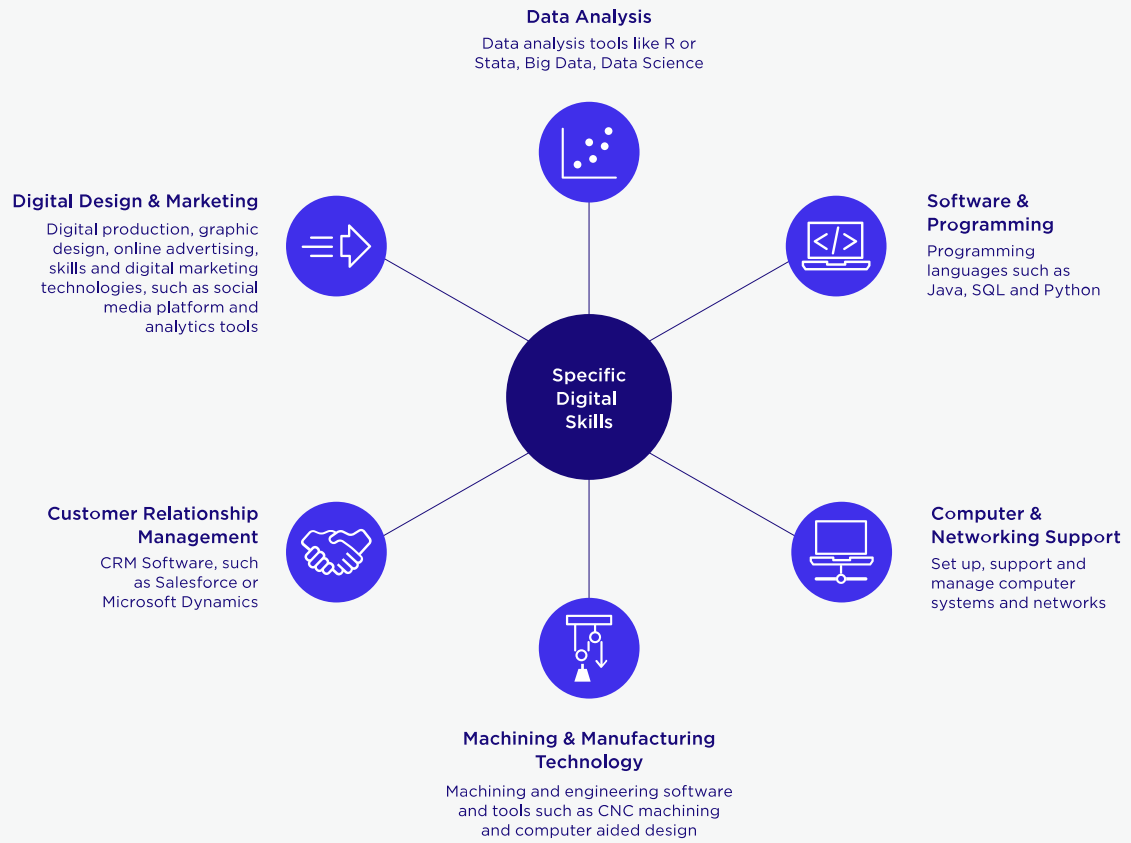 Data Analysis
Data analysis tools like R or
Stata, Big Data, Data Science
Digital Design & Marketing
Digital production, graphic
design, online advertising,
skills and digital marketing
technologies, such as social
media platform and
analytics tools
</>
Software &
Programming
Programming
languages such as
Java, SQL and Python
Specific
Digital
Skills
Customer Relationship
Management
CRM Software, such
as Salesforce or
Microsoft Dynamics
Computer &
Networking Support
Set up, support and
manage computer
systems and networks
Machining & Manufacturing
Technology
Machining and engineering software
and tools such as CNC machining
and computer aided design